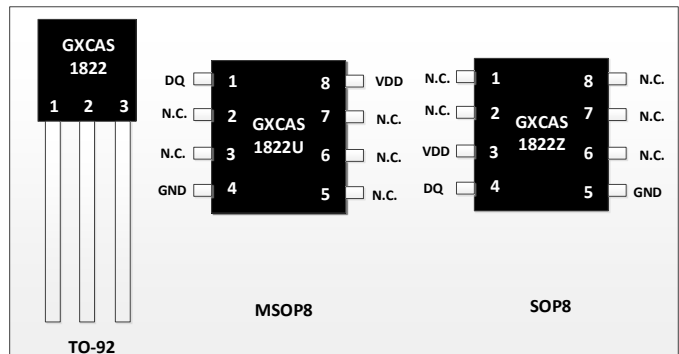 GXCAS
1822
1 2 3
TO-92
DQ 1 8 VDD
N.C. 2 7 N.C.
GXCAS
1822U
N.C. 3 6 N.C.
GND 4 5 N.C.
MSOP8
N.C. 1 8 N.C.
N.C. 2 7 N.C.
GXCAS
1822Z
VDD 3 6 N.C.
DQ 4 5 GND
SOP8